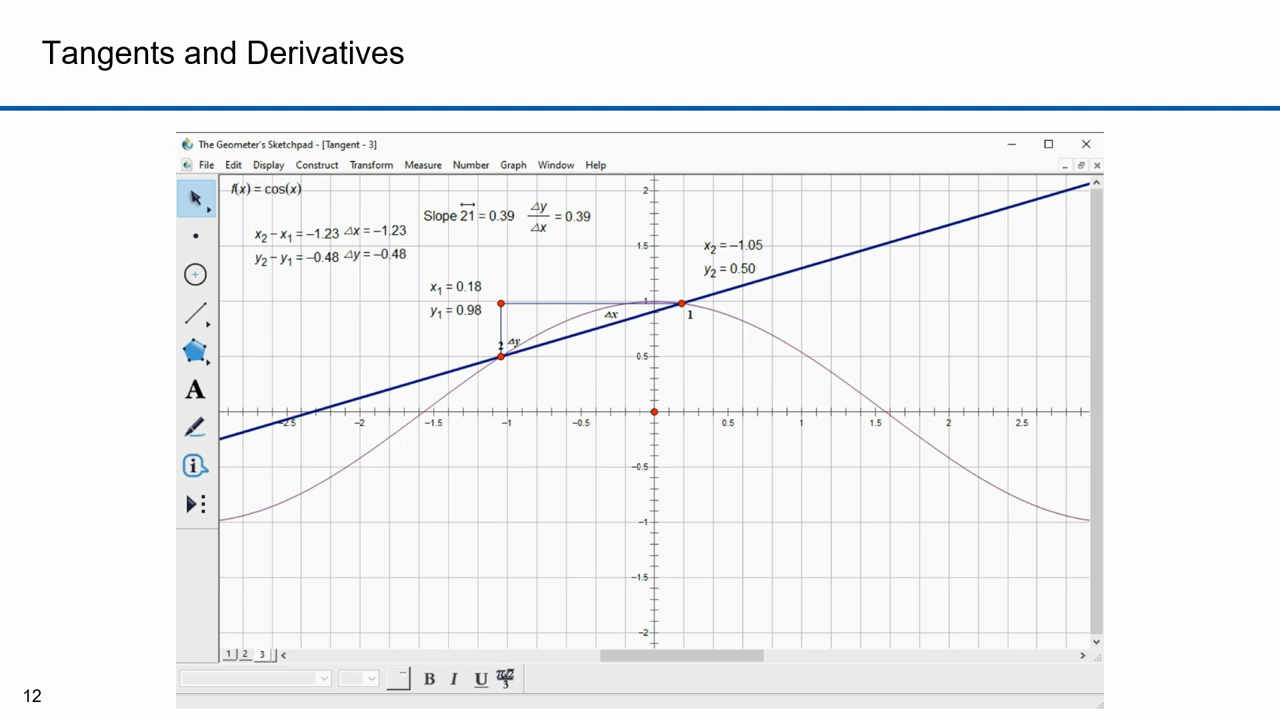 Tangents and Derivatives
The Geometer's Sketchpad - [Tangent - 3]
File Edit Display Construct Transform Measure Number Graph Window Help
f(x) = cos(x)
Slope 21 = 0.39 Δy/Δx = 0.39
x₂ − x₁ = −1.23 Δx = −1.23
y₂ − y₁ = −0.48 Δy = −0.48
x₂ = −1.05
y₂ = 0.50
x₁ = 0.18
y₁ = 0.98
2
1.5
1
Δx
1
2 Δy
0.5
−2.5 −2 −1.5 −1 −0.5 0.5 1 1.5 2 2.5
−0.5
−1
−1.5
−2
A
i
1 2 3
B I U
12